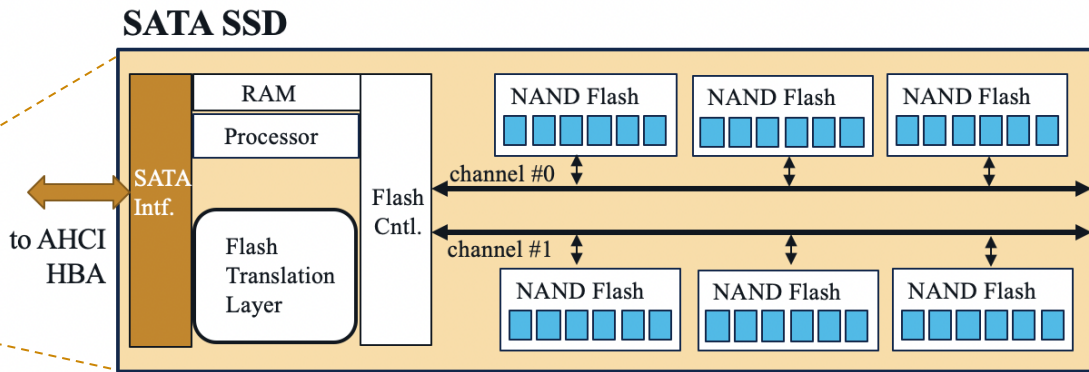 SATA SSD
to AHCI
HBA
SATA
Intf.
RAM
Processor
Flash
Translation
Layer
Flash
Cntl.
NAND Flash
NAND Flash
NAND Flash
channel #0
channel #1
NAND Flash
NAND Flash
NAND Flash